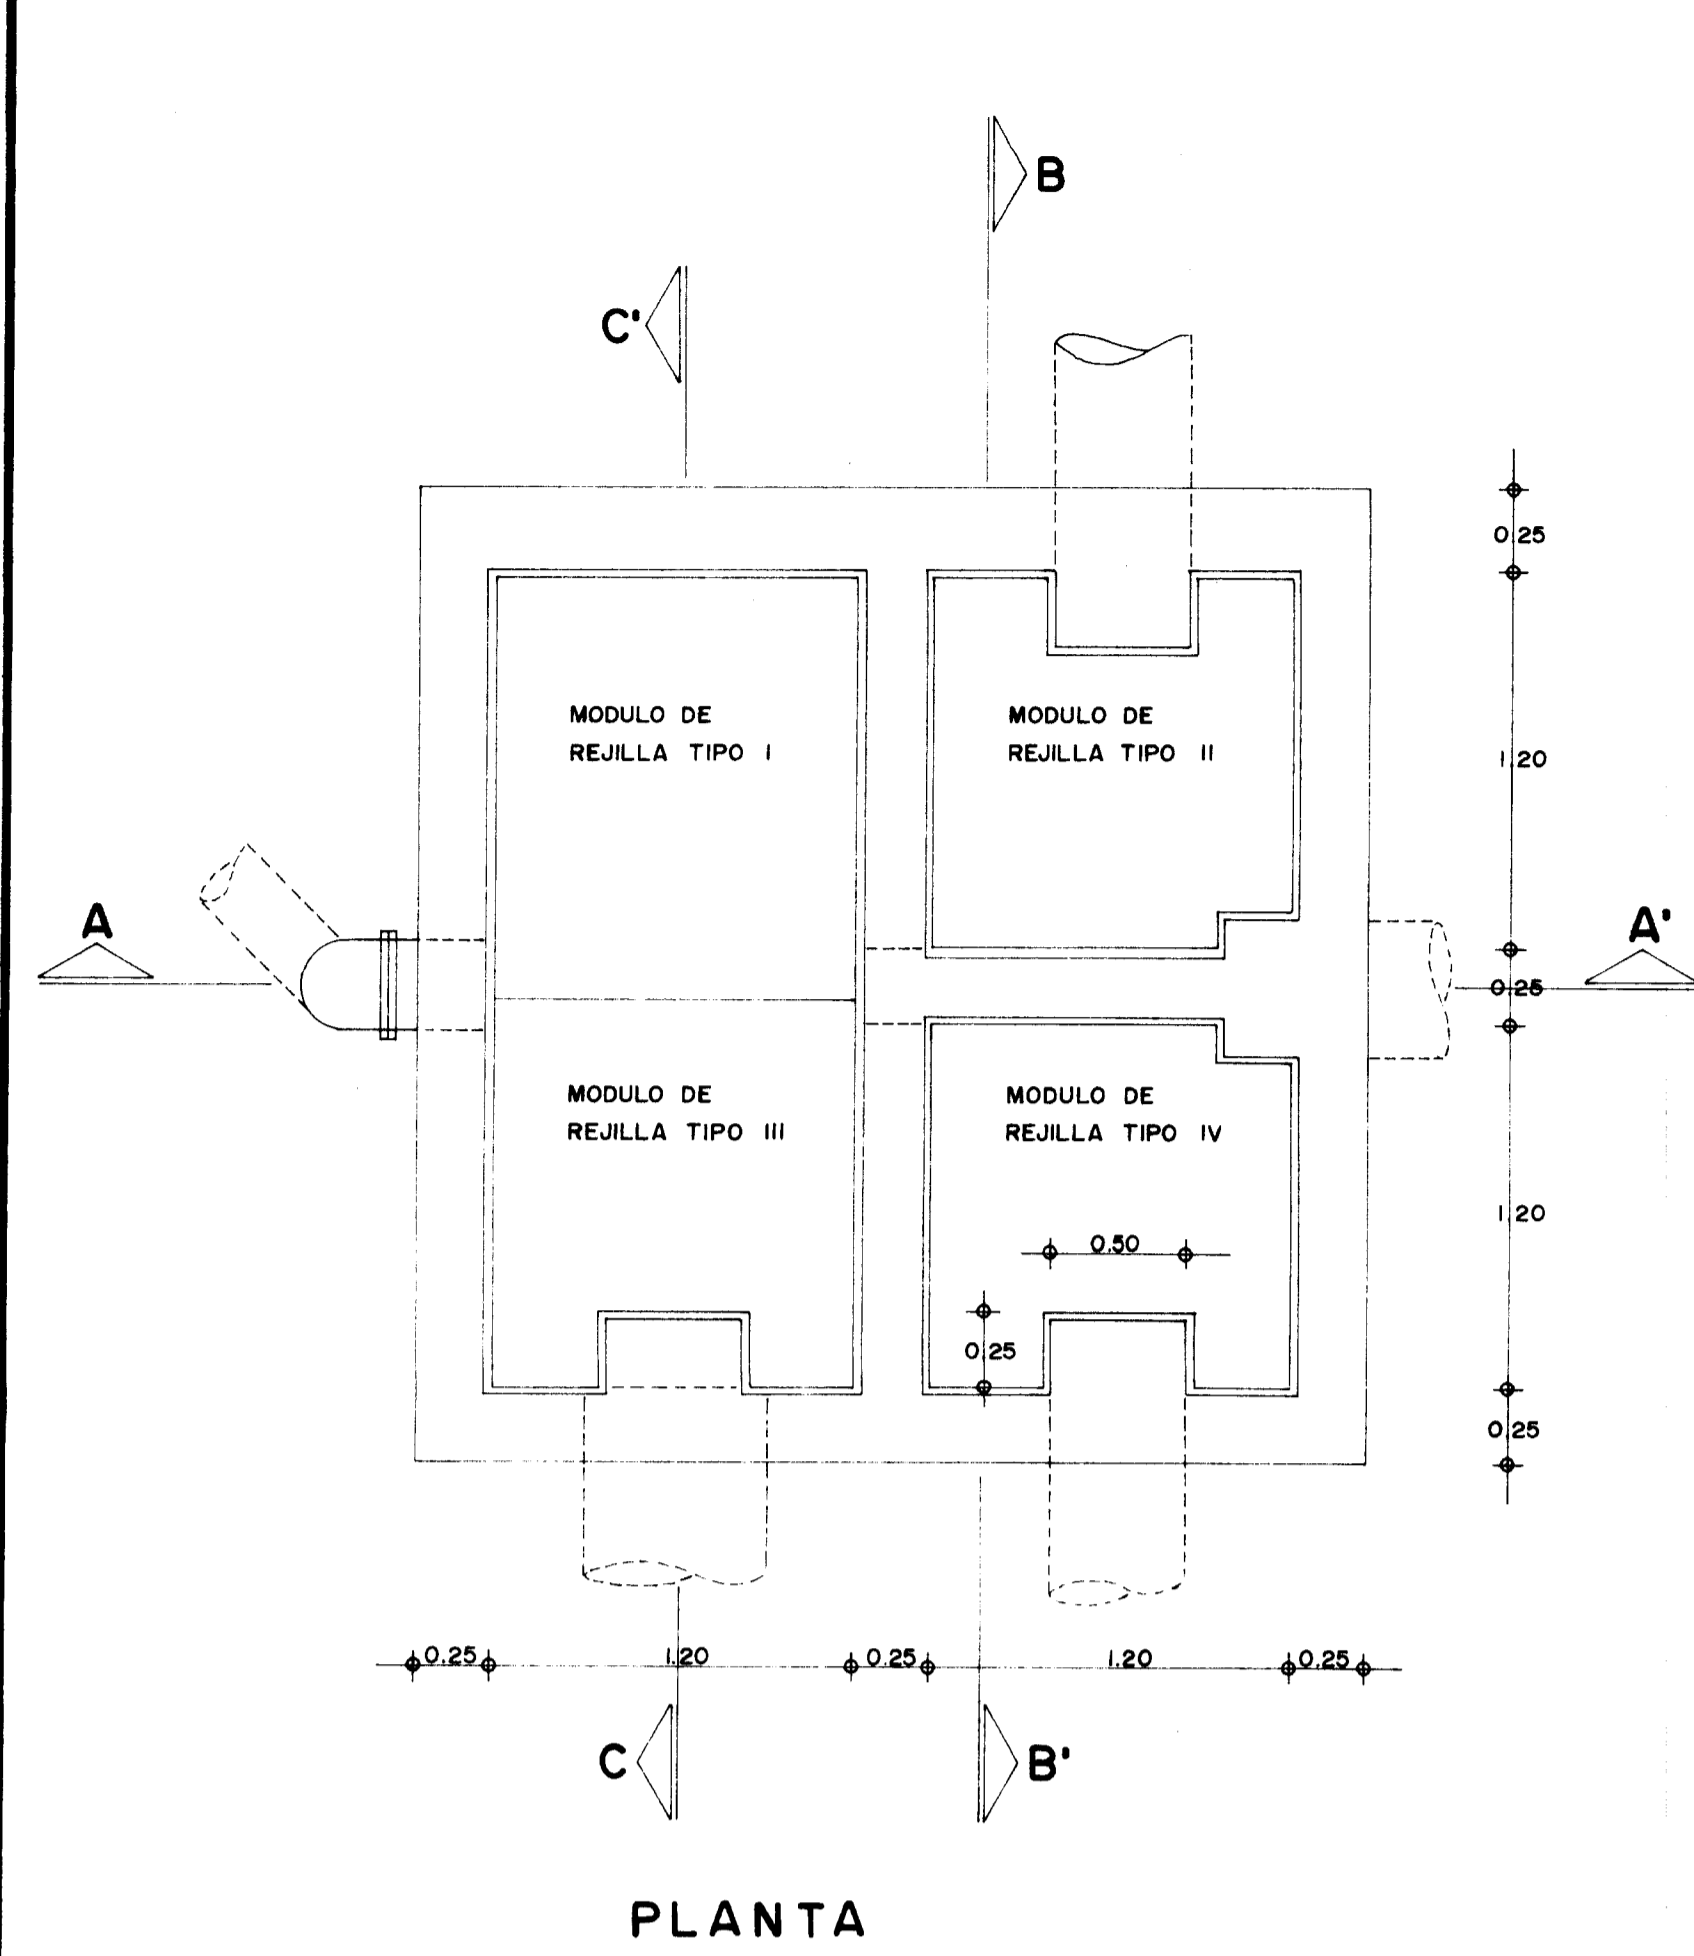 B
C'
0.25
MODULO DE
REJILLA TIPO I
MODULO DE
REJILLA TIPO II
1.20
A
A'
0.25
MODULO DE
REJILLA TIPO III
MODULO DE
REJILLA TIPO IV
1.20
0.50
0.25
0.25
0.25
1.20
0.25
1.20
0.25
C
B'
PLANTA